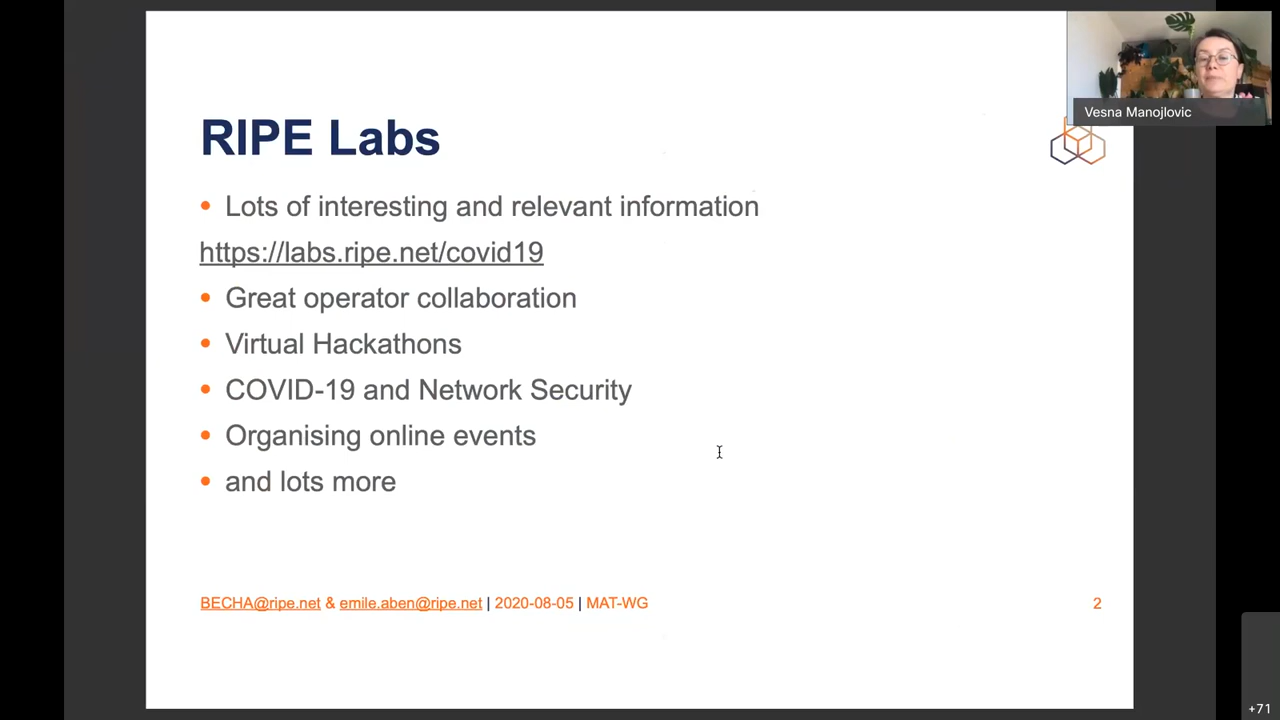 Vesna Manojlovic
RIPE Labs
• Lots of interesting and relevant information
https://labs.ripe.net/covid19
• Great operator collaboration
• Virtual Hackathons
• COVID-19 and Network Security
• Organising online events
• and lots more
BECHA@ripe.net & emile.aben@ripe.net | 2020-08-05 | MAT-WG
2
+71